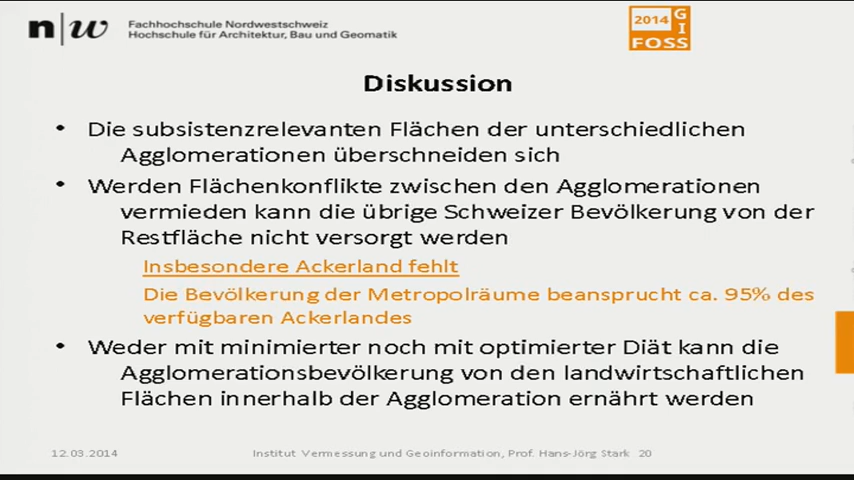 n|w Fachhochschule Nordwestschweiz
Hochschule für Architektur, Bau und Geomatik
2014 GIS
FOSS
Diskussion
• Die subsistenzrelevanten Flächen der unterschiedlichen
Agglomerationen überschneiden sich
• Werden Flächenkonflikte zwischen den Agglomerationen
vermieden kann die übrige Schweizer Bevölkerung von der
Restfläche nicht versorgt werden
Insbesondere Ackerland fehlt
Die Bevölkerung der Metropolräume beansprucht ca. 95% des
verfügbaren Ackerlandes
• Weder mit minimierter noch mit optimierter Diät kann die
Agglomerationsbevölkerung von den landwirtschaftlichen
Flächen innerhalb der Agglomeration ernährt werden
12.03.2014 Institut Vermessung und Geoinformation, Prof. Hans-Jörg Stark 20